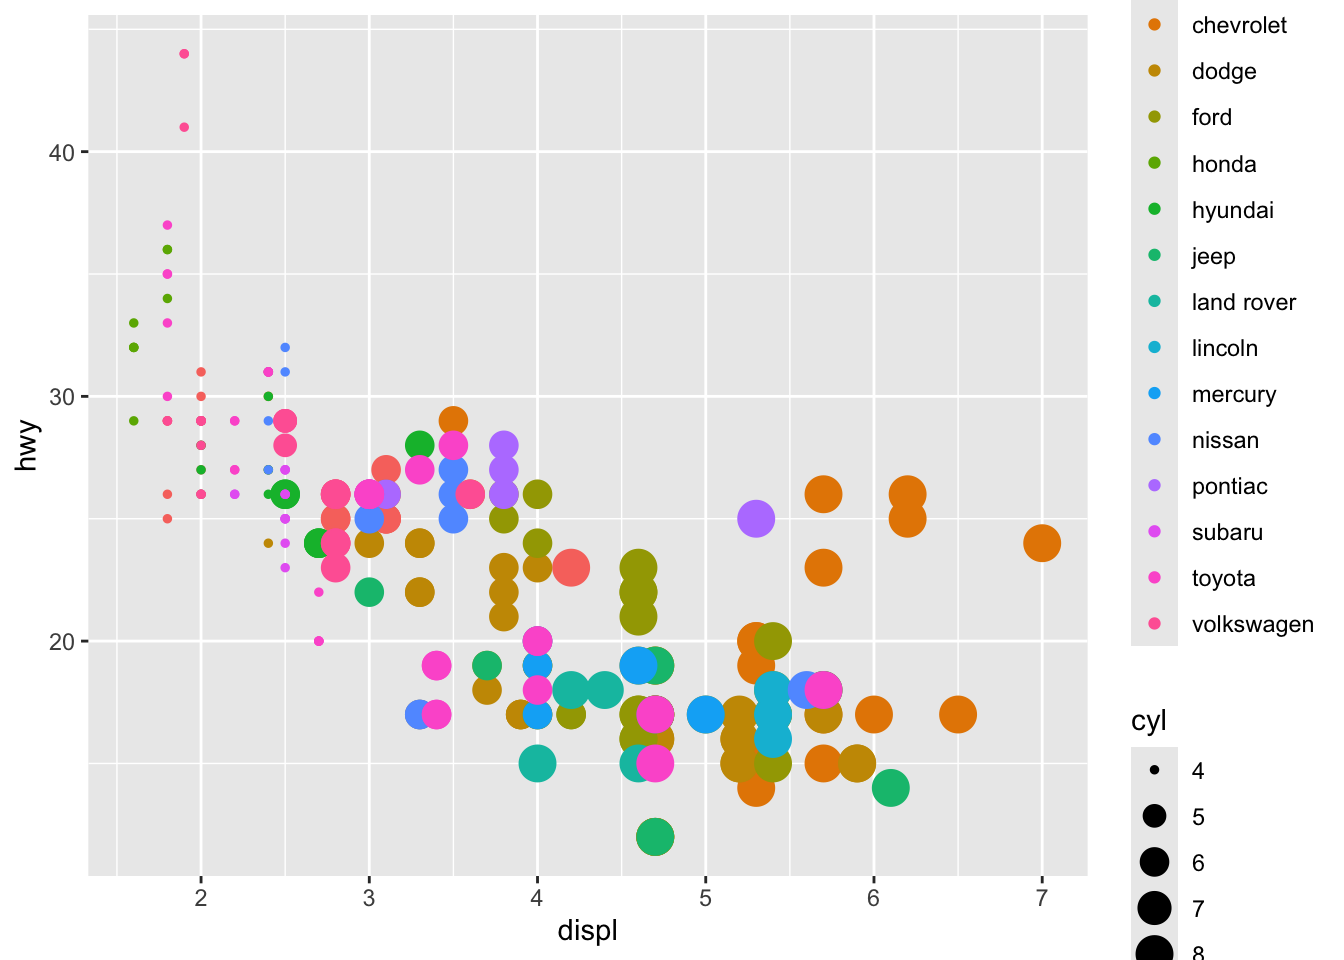 40
30
20
hwy
2 3 4 5 6 7
displ
chevrolet
dodge
ford
honda
hyundai
jeep
land rover
lincoln
mercury
nissan
pontiac
subaru
toyota
volkswagen
cyl
4
5
6
7
8